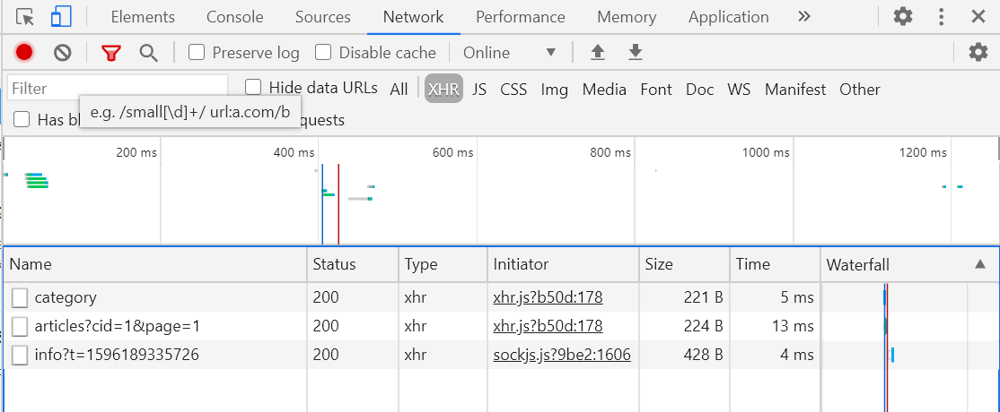 Elements Console Sources Network Performance Memory Application
Preserve log Disable cache Online
Filter Hide data URLs All XHR JS CSS Img Media Font Doc WS Manifest Other
e.g. /small[\d]+/ url:a.com/b
Has quests
200 ms 400 ms 600 ms 800 ms 1000 ms 1200 ms
Name Status Type Initiator Size Time Waterfall
category 200 xhr xhr.js?b50d:178 221 B 5 ms
articles?cid=1&page=1 200 xhr xhr.js?b50d:178 224 B 13 ms
info?t=1596189335726 200 xhr sockjs.js?9be2:1606 428 B 4 ms